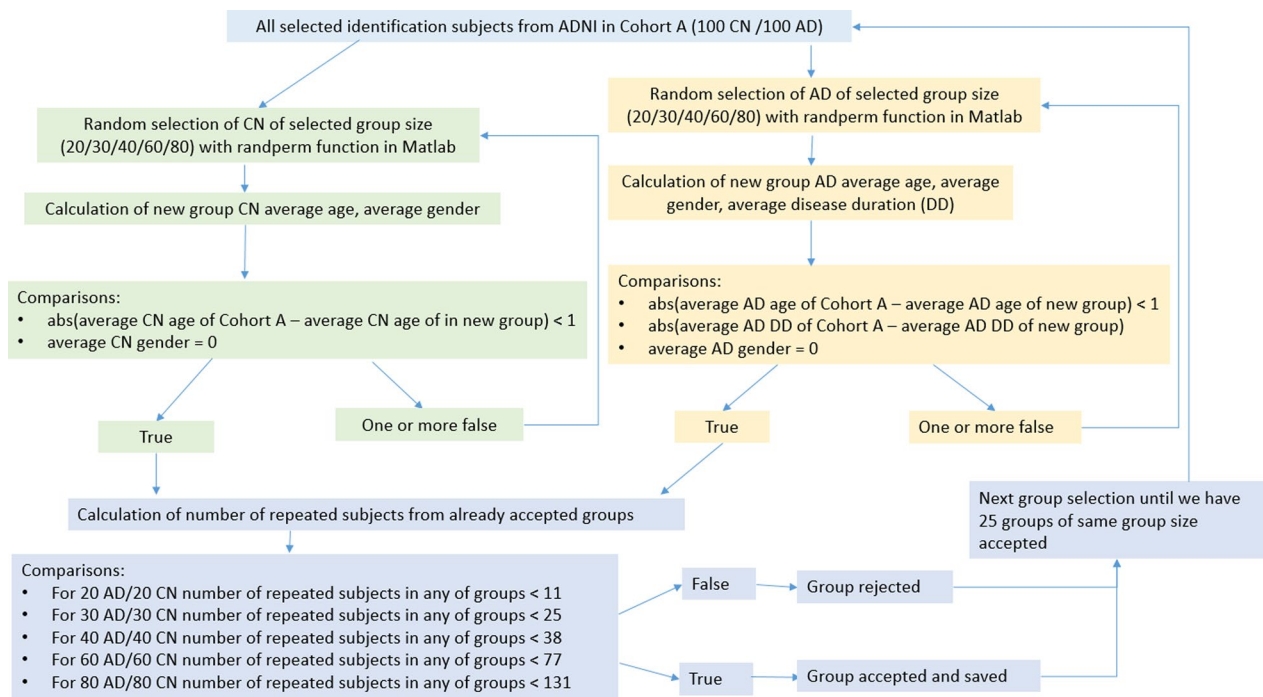 All selected identification subjects from ADNI in Cohort A (100 CN /100 AD)
Random selection of CN of selected group size
(20/30/40/60/80) with randperm function in Matlab
Calculation of new group CN average age, average gender
Comparisons:
• abs(average CN age of Cohort A – average CN age of in new group) < 1
• average CN gender = 0
True
One or more false
Random selection of AD of selected group size
(20/30/40/60/80) with randperm function in Matlab
Calculation of new group AD average age, average
gender, average disease duration (DD)
Comparisons:
• abs(average AD age of Cohort A – average AD age of new group) < 1
• abs(average AD DD of Cohort A – average AD DD of new group)
• average AD gender = 0
True
One or more false
Calculation of number of repeated subjects from already accepted groups
Comparisons:
• For 20 AD/20 CN number of repeated subjects in any of groups < 11
• For 30 AD/30 CN number of repeated subjects in any of groups < 25
• For 40 AD/40 CN number of repeated subjects in any of groups < 38
• For 60 AD/60 CN number of repeated subjects in any of groups < 77
• For 80 AD/80 CN number of repeated subjects in any of groups < 131
False
Group rejected
True
Group accepted and saved
Next group selection until we have
25 groups of same group size
accepted